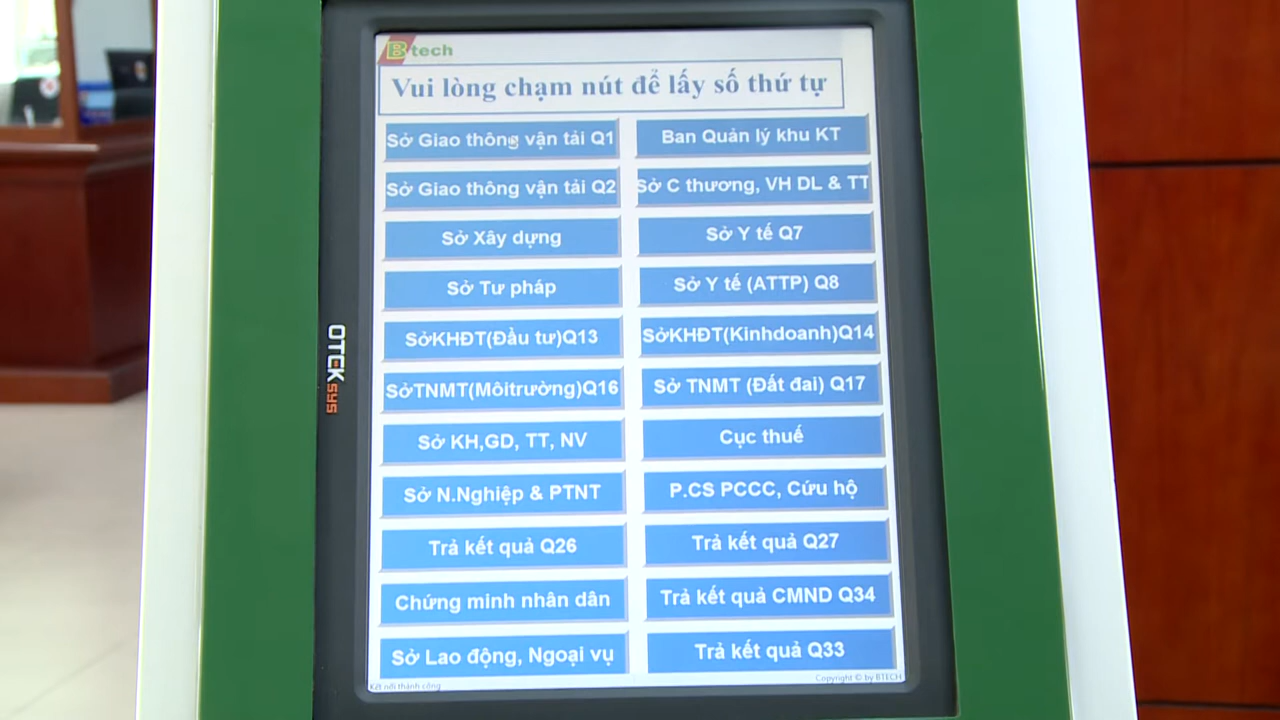 Btech
Vui lòng chạm nút để lấy số thứ tự
Sở Giao thông vận tải Q1
Ban Quản lý khu KT
Sở Giao thông vận tải Q2
Sở C thương, VH DL & TT
Sở Xây dựng
Sở Y tế Q7
Sở Tư pháp
Sở Y tế (ATTP) Q8
SởKHĐT(Đầu tư)Q13
SởKHĐT(Kinhdoanh)Q14
SởTNMT(Môitrường)Q16
Sở TNMT (Đất đai) Q17
Sở KH,GD, TT, NV
Cục thuế
Sở N.Nghiệp & PTNT
P.CS PCCC, Cứu hộ
Trả kết quả Q26
Trả kết quả Q27
Chứng minh nhân dân
Trả kết quả CMND Q34
Sở Lao động, Ngoại vụ
Trả kết quả Q33
Kết nối thành công
Copyright © by BTECH
OTEK sys